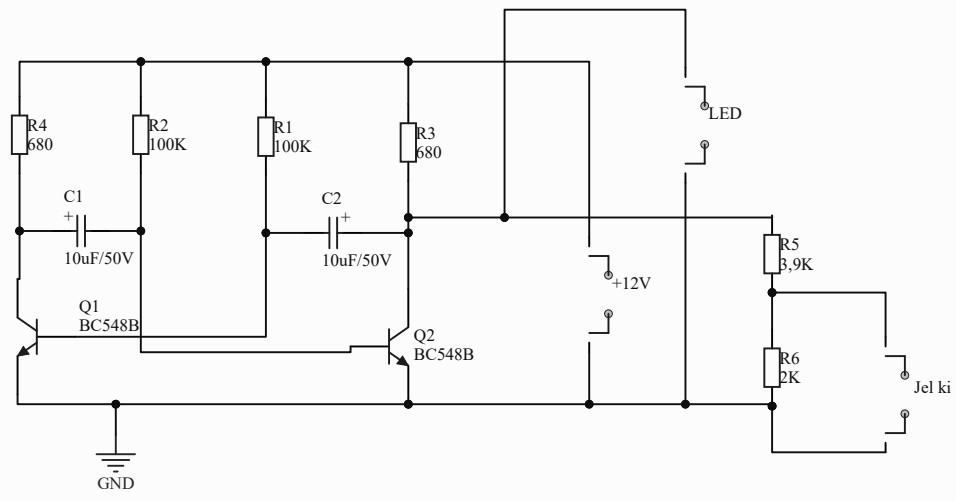 LED
R4
680
R2
100K
R1
100K
R3
680
C1
+
10uF/50V
C2
+
10uF/50V
R5
3,9K
+12V
Q1
BC548B
Q2
BC548B
R6
2K
Jel ki
GND